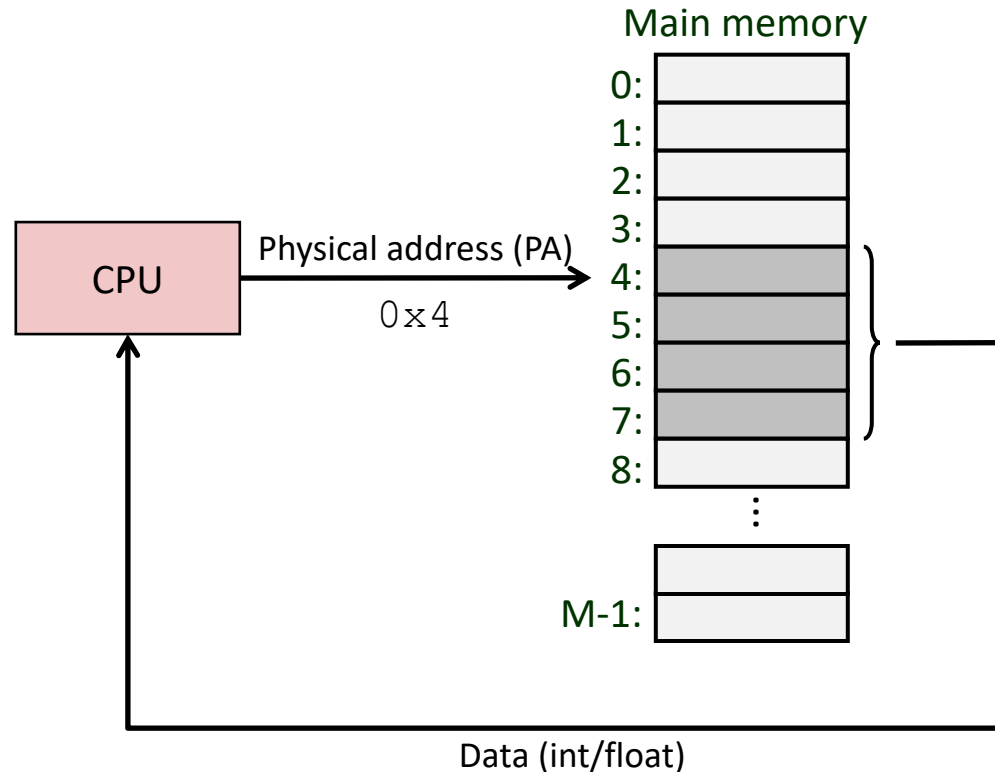 Main memory
0:
1:
2:
3:
Physical address (PA)
CPU
4:
0x4
5:
6:
7:
8:
...
M-1:
Data (int/float)